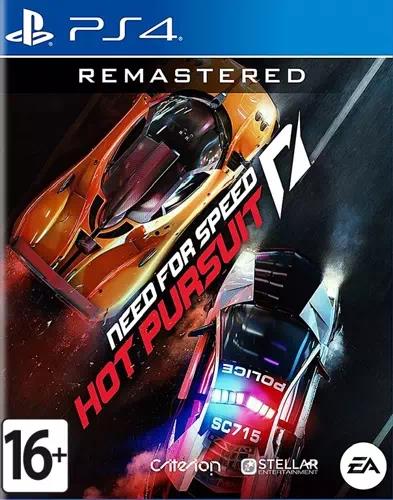 PS4
REMASTERED
NEED FOR SPEED
HOT PURSUIT
POLICE
SC715
16+
Criterion
STELLAR
ENTERTAINMENT
EA